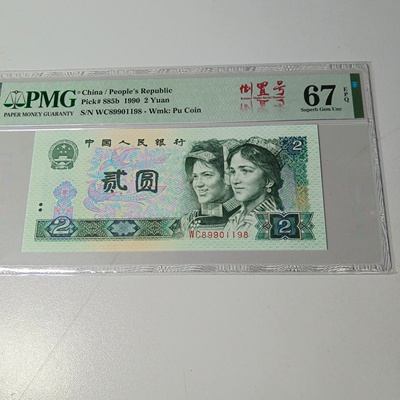 PMG
PAPER MONEY GUARANTY
China / People's Republic
Pick# 885b 1990 2 Yuan
S/N WC89901198 - Wmk: Pu Coin
倒置号
67
EPQ
Superb Gem Unc
中国人民银行
2
贰圆
2
WC89901198
2